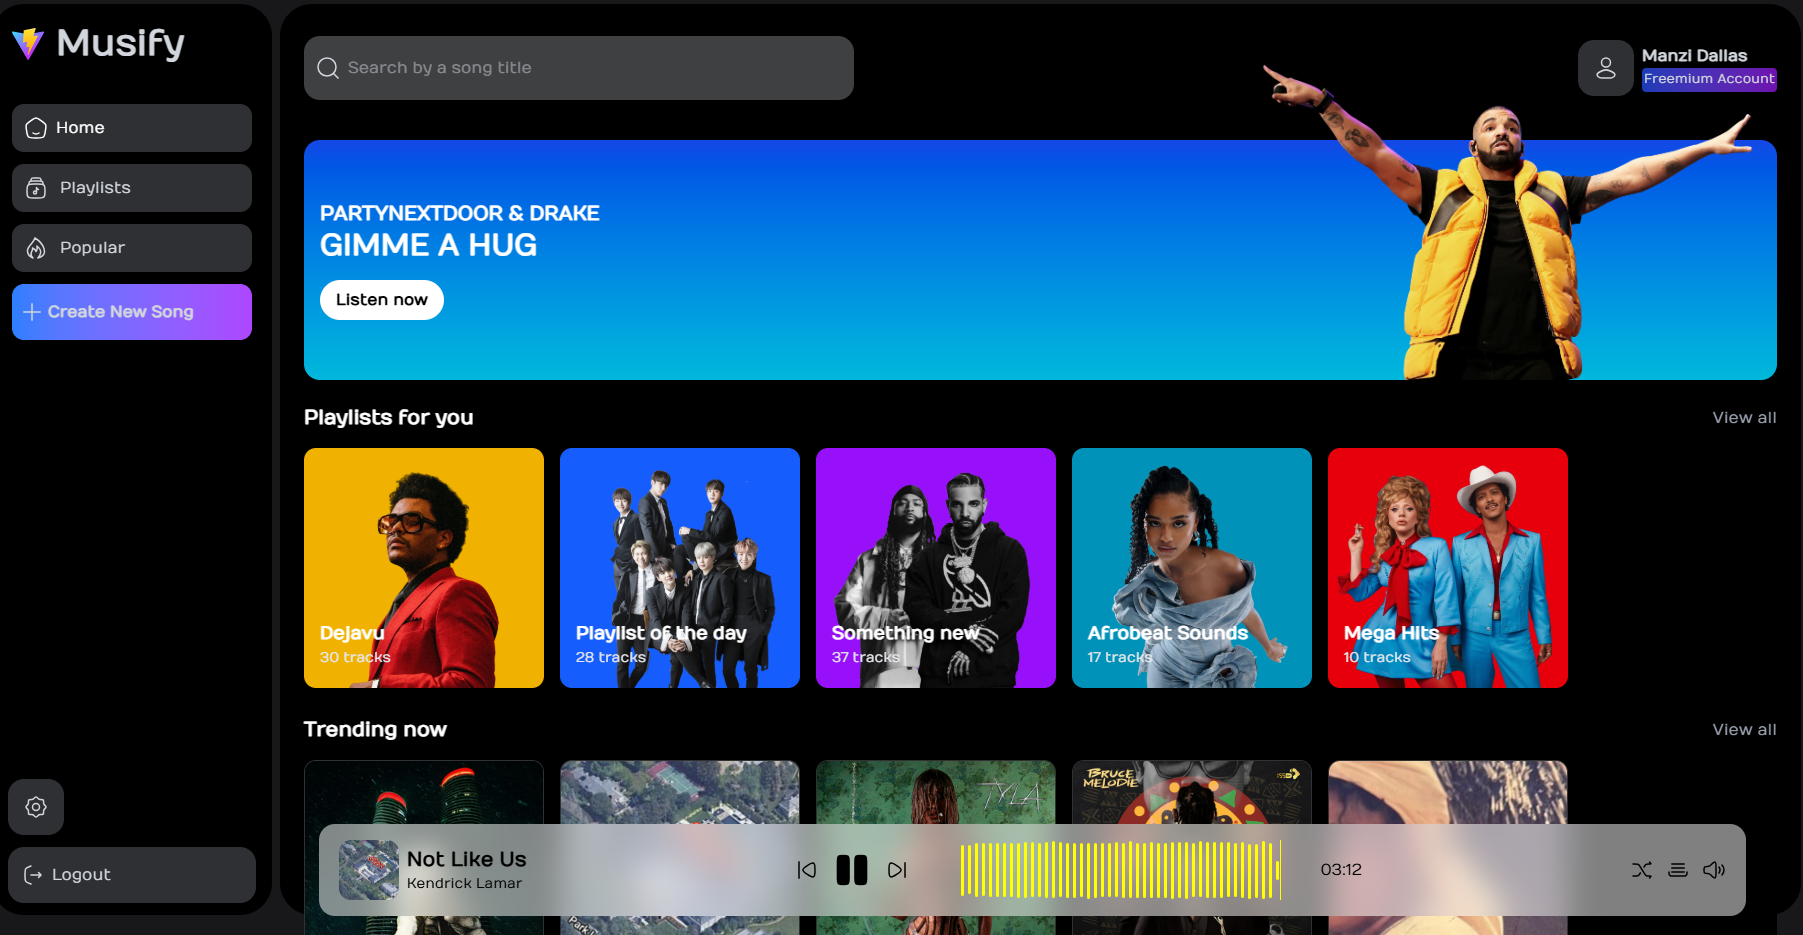 Musify
Home
Playlists
Popular
Create New Song
Logout
Search by a song title
Manzi Dallas
Freemium Account
PARTYNEXTDOOR & DRAKE
GIMME A HUG
Listen now
Playlists for you
View all
Dejavu
30 tracks
Playlist of the day
28 tracks
Something new
37 tracks
Afrobeat Sounds
17 tracks
Mega Hits
10 tracks
Trending now
View all
TYLA
BRUCE
MELODIE
Not Like Us
Kendrick Lamar
03:12